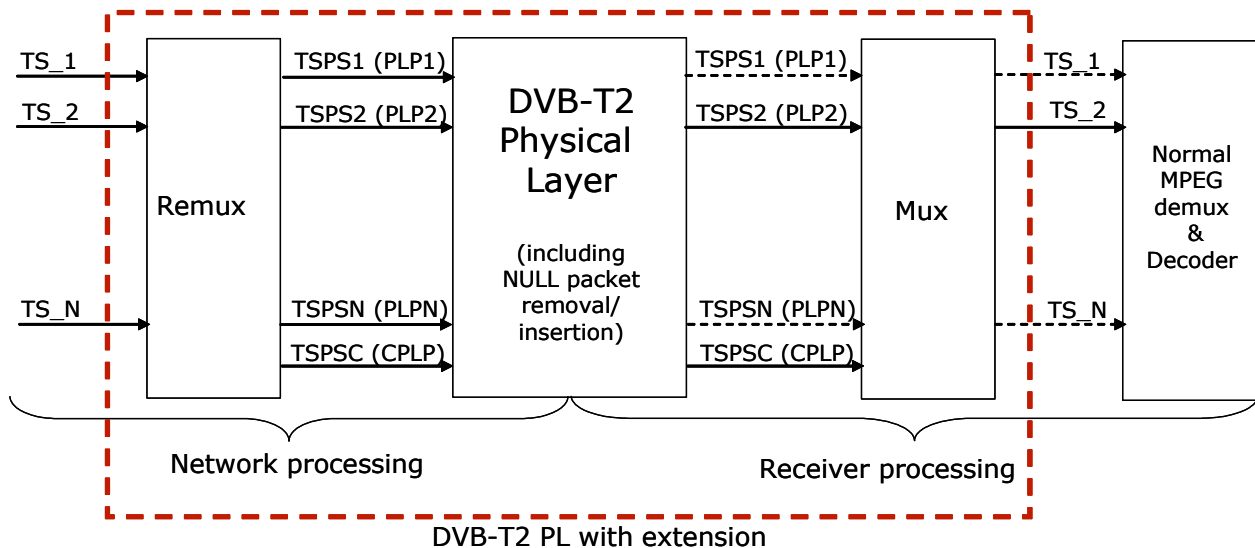 TS_1
TS_2
TS_N
Remux
TSPS1 (PLP1)
TSPS2 (PLP2)
TSPSN (PLPN)
TSPSC (CPLP)
DVB-T2
Physical
Layer
(including
NULL packet
removal/
insertion)
TSPS1 (PLP1)
TSPS2 (PLP2)
TSPSN (PLPN)
TSPSC (CPLP)
Mux
TS_1
TS_2
TS_N
Normal
MPEG
demux
&
Decoder
Network processing
Receiver processing
DVB-T2 PL with extension